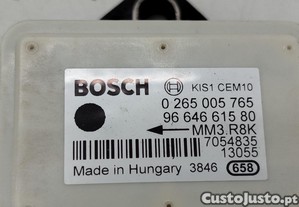 BOSCH KIS1 CEM10
0 265 005 765
96 646 615 80
MM3.R8K
7054835
13055
Made in Hungary 3846 658
CustoJusto.pt